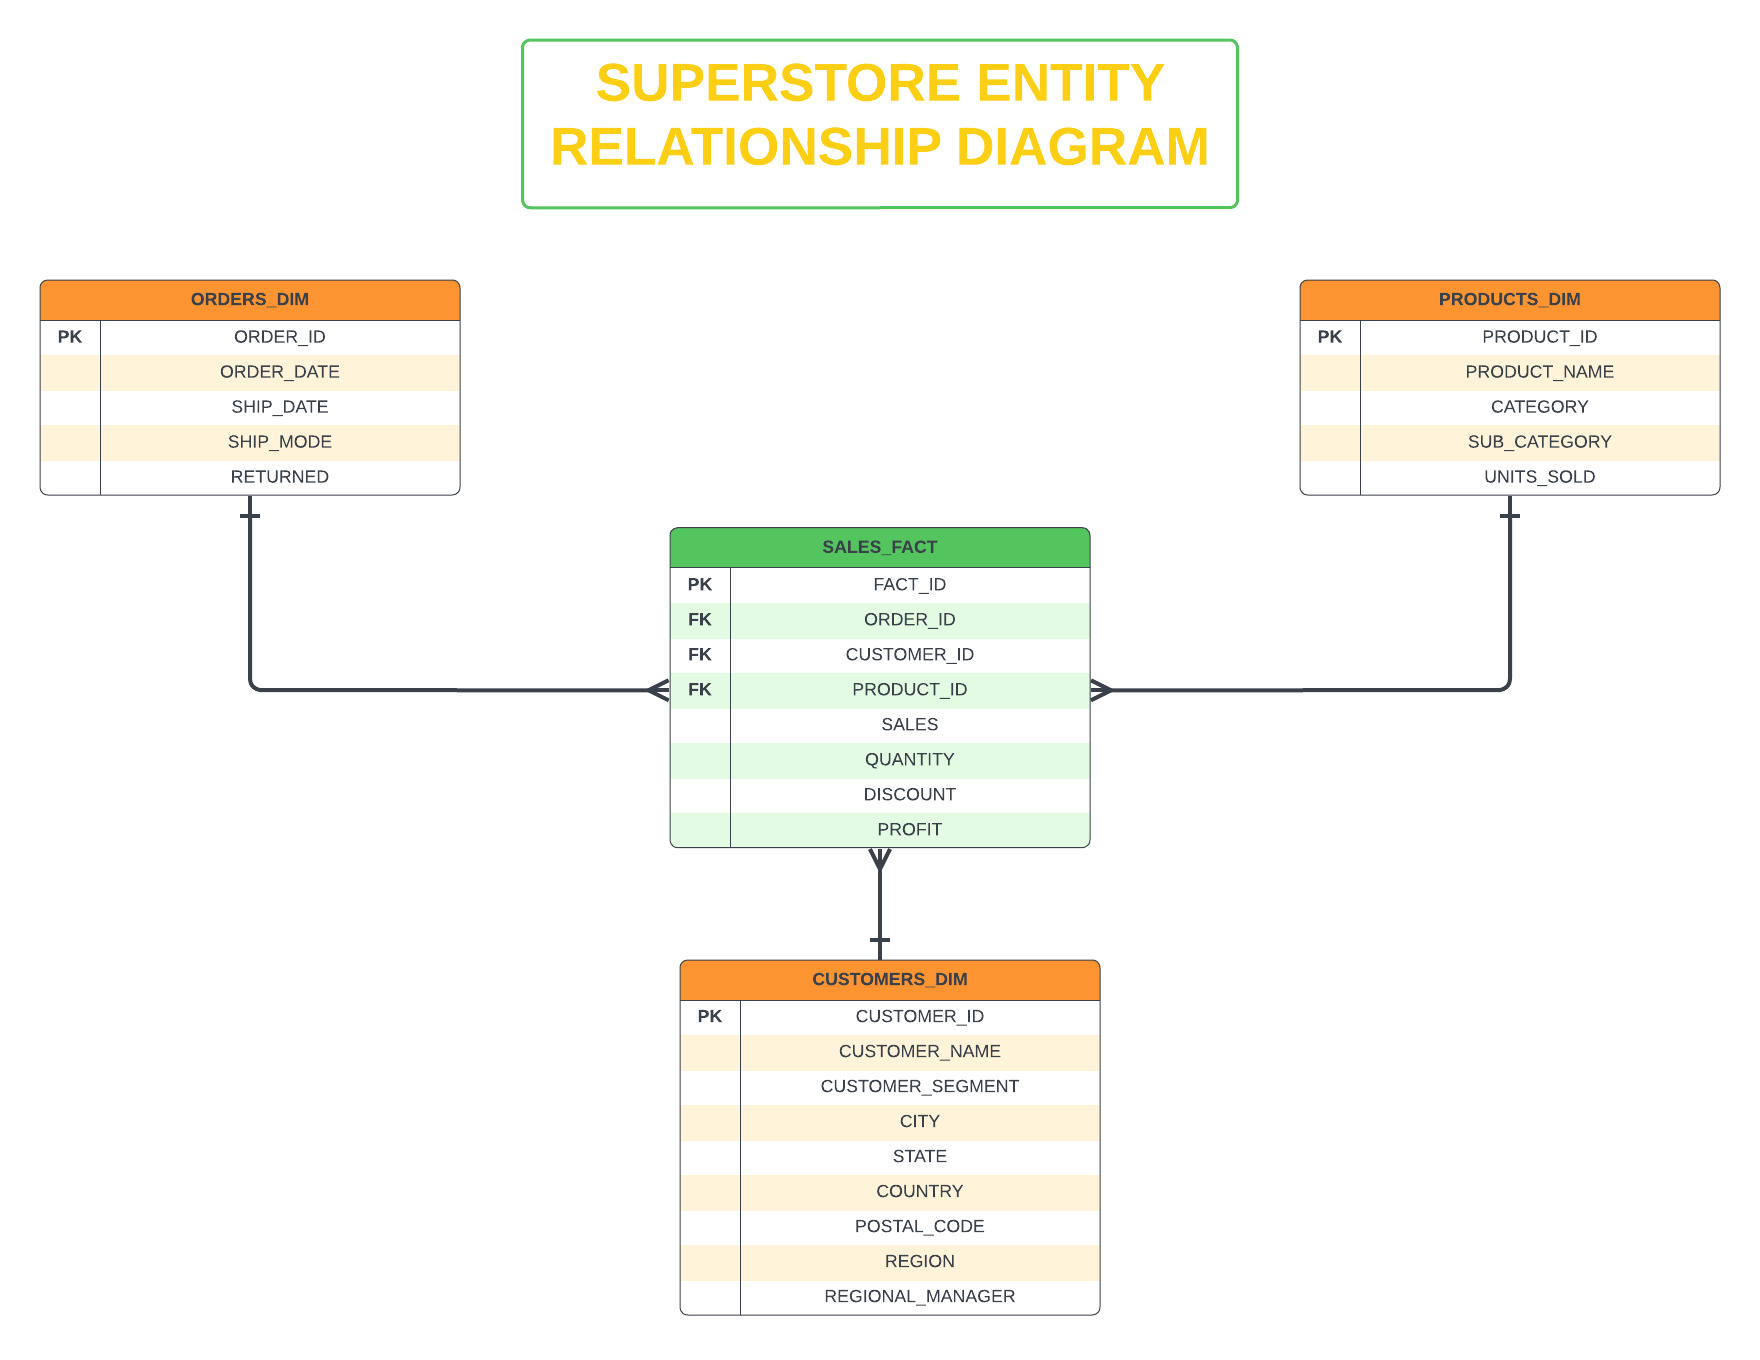 SUPERSTORE ENTITY
RELATIONSHIP DIAGRAM
ORDERS_DIM
PK ORDER_ID
ORDER_DATE
SHIP_DATE
SHIP_MODE
RETURNED
PRODUCTS_DIM
PK PRODUCT_ID
PRODUCT_NAME
CATEGORY
SUB_CATEGORY
UNITS_SOLD
SALES_FACT
PK FACT_ID
FK ORDER_ID
FK CUSTOMER_ID
FK PRODUCT_ID
SALES
QUANTITY
DISCOUNT
PROFIT
CUSTOMERS_DIM
PK CUSTOMER_ID
CUSTOMER_NAME
CUSTOMER_SEGMENT
CITY
STATE
COUNTRY
POSTAL_CODE
REGION
REGIONAL_MANAGER